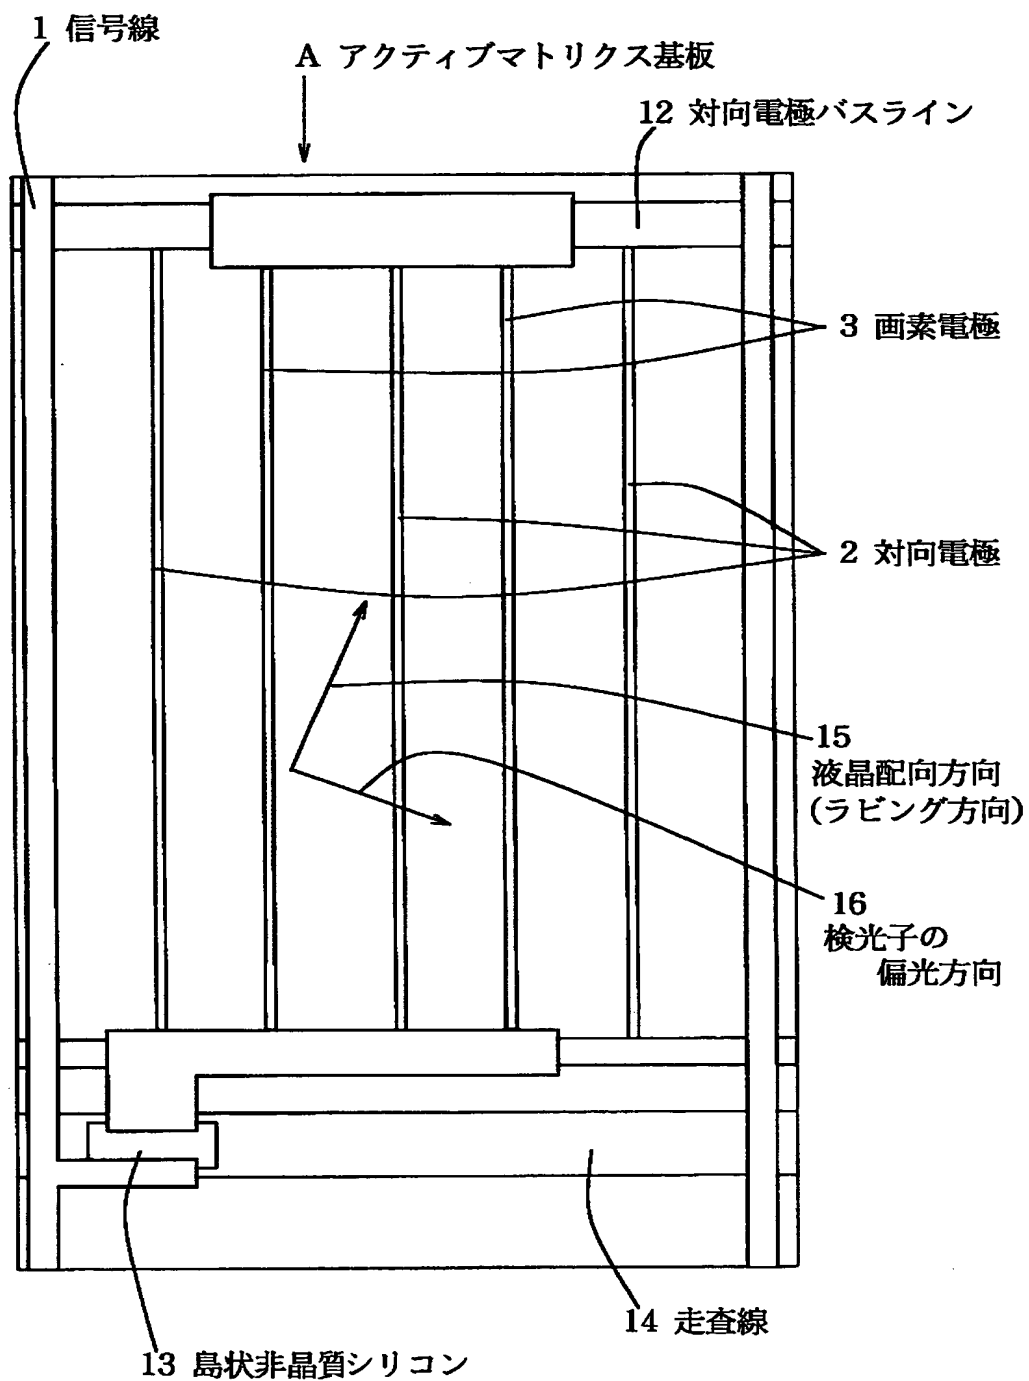 1 信号線
A アクティブマトリクス基板
12 対向電極バスライン
3 画素電極
2 対向電極
15
液晶配向方向
(ラビング方向)
16
検光子の
偏光方向
14 走査線
13 島状非晶質シリコン